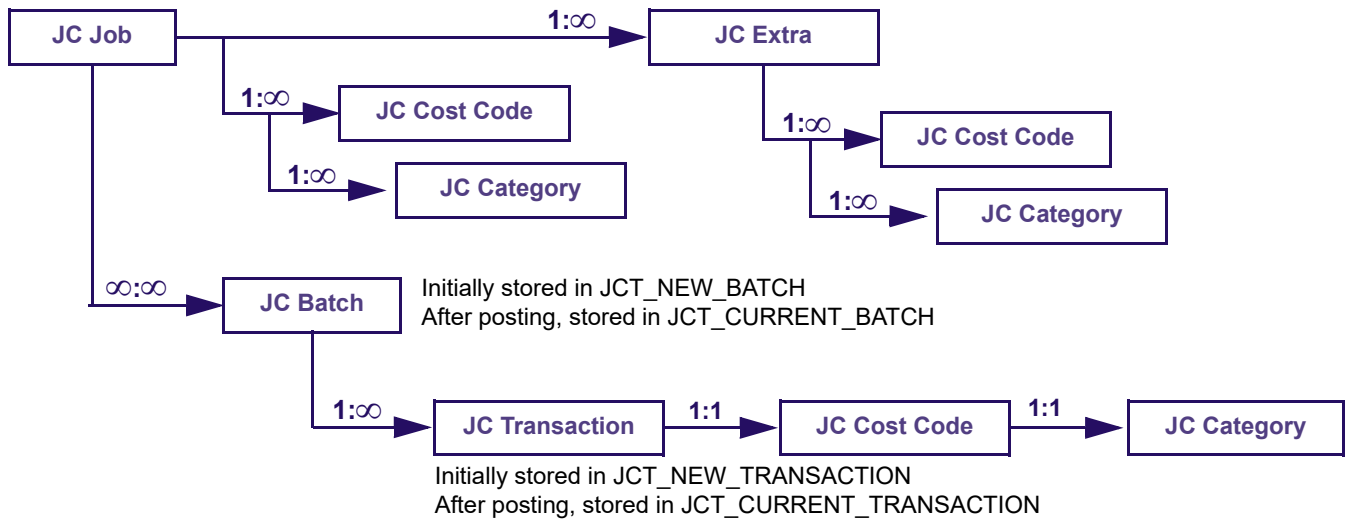 JC Job
1:∞
JC Extra
1:∞
JC Cost Code
1:∞
JC Cost Code
1:∞
JC Category
1:∞
JC Category
∞:∞
JC Batch
Initially stored in JCT_NEW_BATCH
After posting, stored in JCT_CURRENT_BATCH
1:∞
JC Transaction
1:1
JC Cost Code
1:1
JC Category
Initially stored in JCT_NEW_TRANSACTION
After posting, stored in JCT_CURRENT_TRANSACTION